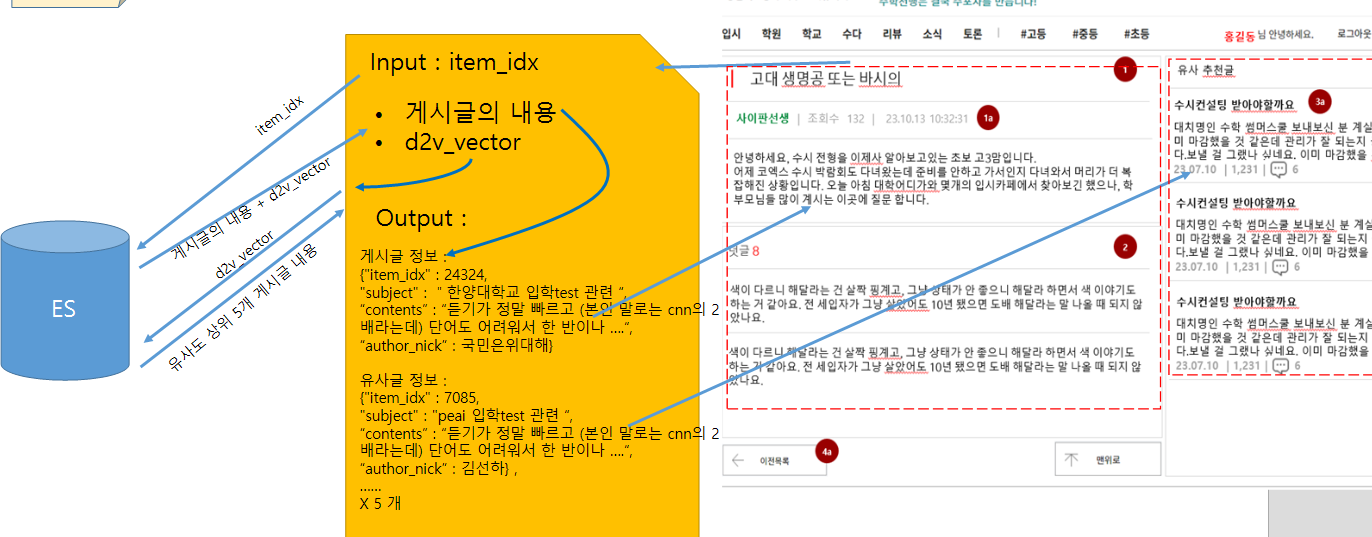 입시 학원 학교 수다 리뷰 소식 토론 | #고등 #중등 #초등
홍길동 님 안녕하세요. 로그아웃
Input : item_idx
• 게시글의 내용
• d2v_vector
Output :
게시글 정보 :
{"item_idx" : 24324,
"subject" : " 한양대학교 입학test 관련 ",
"contents" : "듣기가 정말 빠르고 (본인 말로는 cnn의 2
배라는데) 단어도 어려워서 한 반이나 ....",
"author_nick" : 국민은위대해}
유사글 정보 :
{"item_idx" : 7085,
"subject" : "peai 입학test 관련 ",
"contents" : "듣기가 정말 빠르고 (본인 말로는 cnn의 2
배라는데) 단어도 어려워서 한 반이나 ....",
"author_nick" : 김선하} ,
......
X 5 개
ES
item_idx
게시글의 내용 + d2v_vector
d2v_vector
유사도 상위 5개 게시글 내용
고대 생명공 또는 바시의
1
사이판선생 | 조회수 132 | 23.10.13 10:32:31
1a
안녕하세요, 수시 전형을 이제사 알아보고있는 초보 고3맘입니다.
어제 코엑스 수시 박람회도 다녀왔는데 준비를 안하고 가서인지 다녀와서 머리가 더 복
잡해진 상황입니다. 오늘 아침 대학어디가와 몇개의 입시카페에서 찾아보긴 했으나, 학
부모님들 많이 계시는 이곳에 질문 합니다.
댓글 8
2
색이 다르니 해달라는 건 살짝 핑계고, 그냥 상태가 안 좋으니 해달라 하면서 색 이야기도
하는 거 같아요. 전 세입자가 그냥 살았어도 10년 됐으면 도배 해달라는 말 나올 때 되지 않
았나요.
색이 다르니 해달라는 건 살짝 핑계고, 그냥 상태가 안 좋으니 해달라 하면서 색 이야기도
하는 거 같아요. 전 세입자가 그냥 살았어도 10년 됐으면 도배 해달라는 말 나올 때 되지 않
았나요.
이전목록
4a
맨위로
유사 추천글
수시컨설팅 받아야할까요
3a
대치명인 수학 썸머스쿨 보내보신 분 계실
미 마감했을 것 같은데 관리가 잘 되는지
다.보낼 걸 그랬나 싶네요. 이미 마감했을
23.07.10 | 1,231 | 6
수시컨설팅 받아야할까요
대치명인 수학 썸머스쿨 보내보신 분 계실
미 마감했을 것 같은데 관리가 잘 되는지
다.보낼 걸 그랬나 싶네요. 이미 마감했을
23.07.10 | 1,231 | 6
수시컨설팅 받아야할까요
대치명인 수학 썸머스쿨 보내보신 분 계실
미 마감했을 것 같은데 관리가 잘 되는지
다.보낼 걸 그랬나 싶네요. 이미 마감했을
23.07.10 | 1,231 | 6